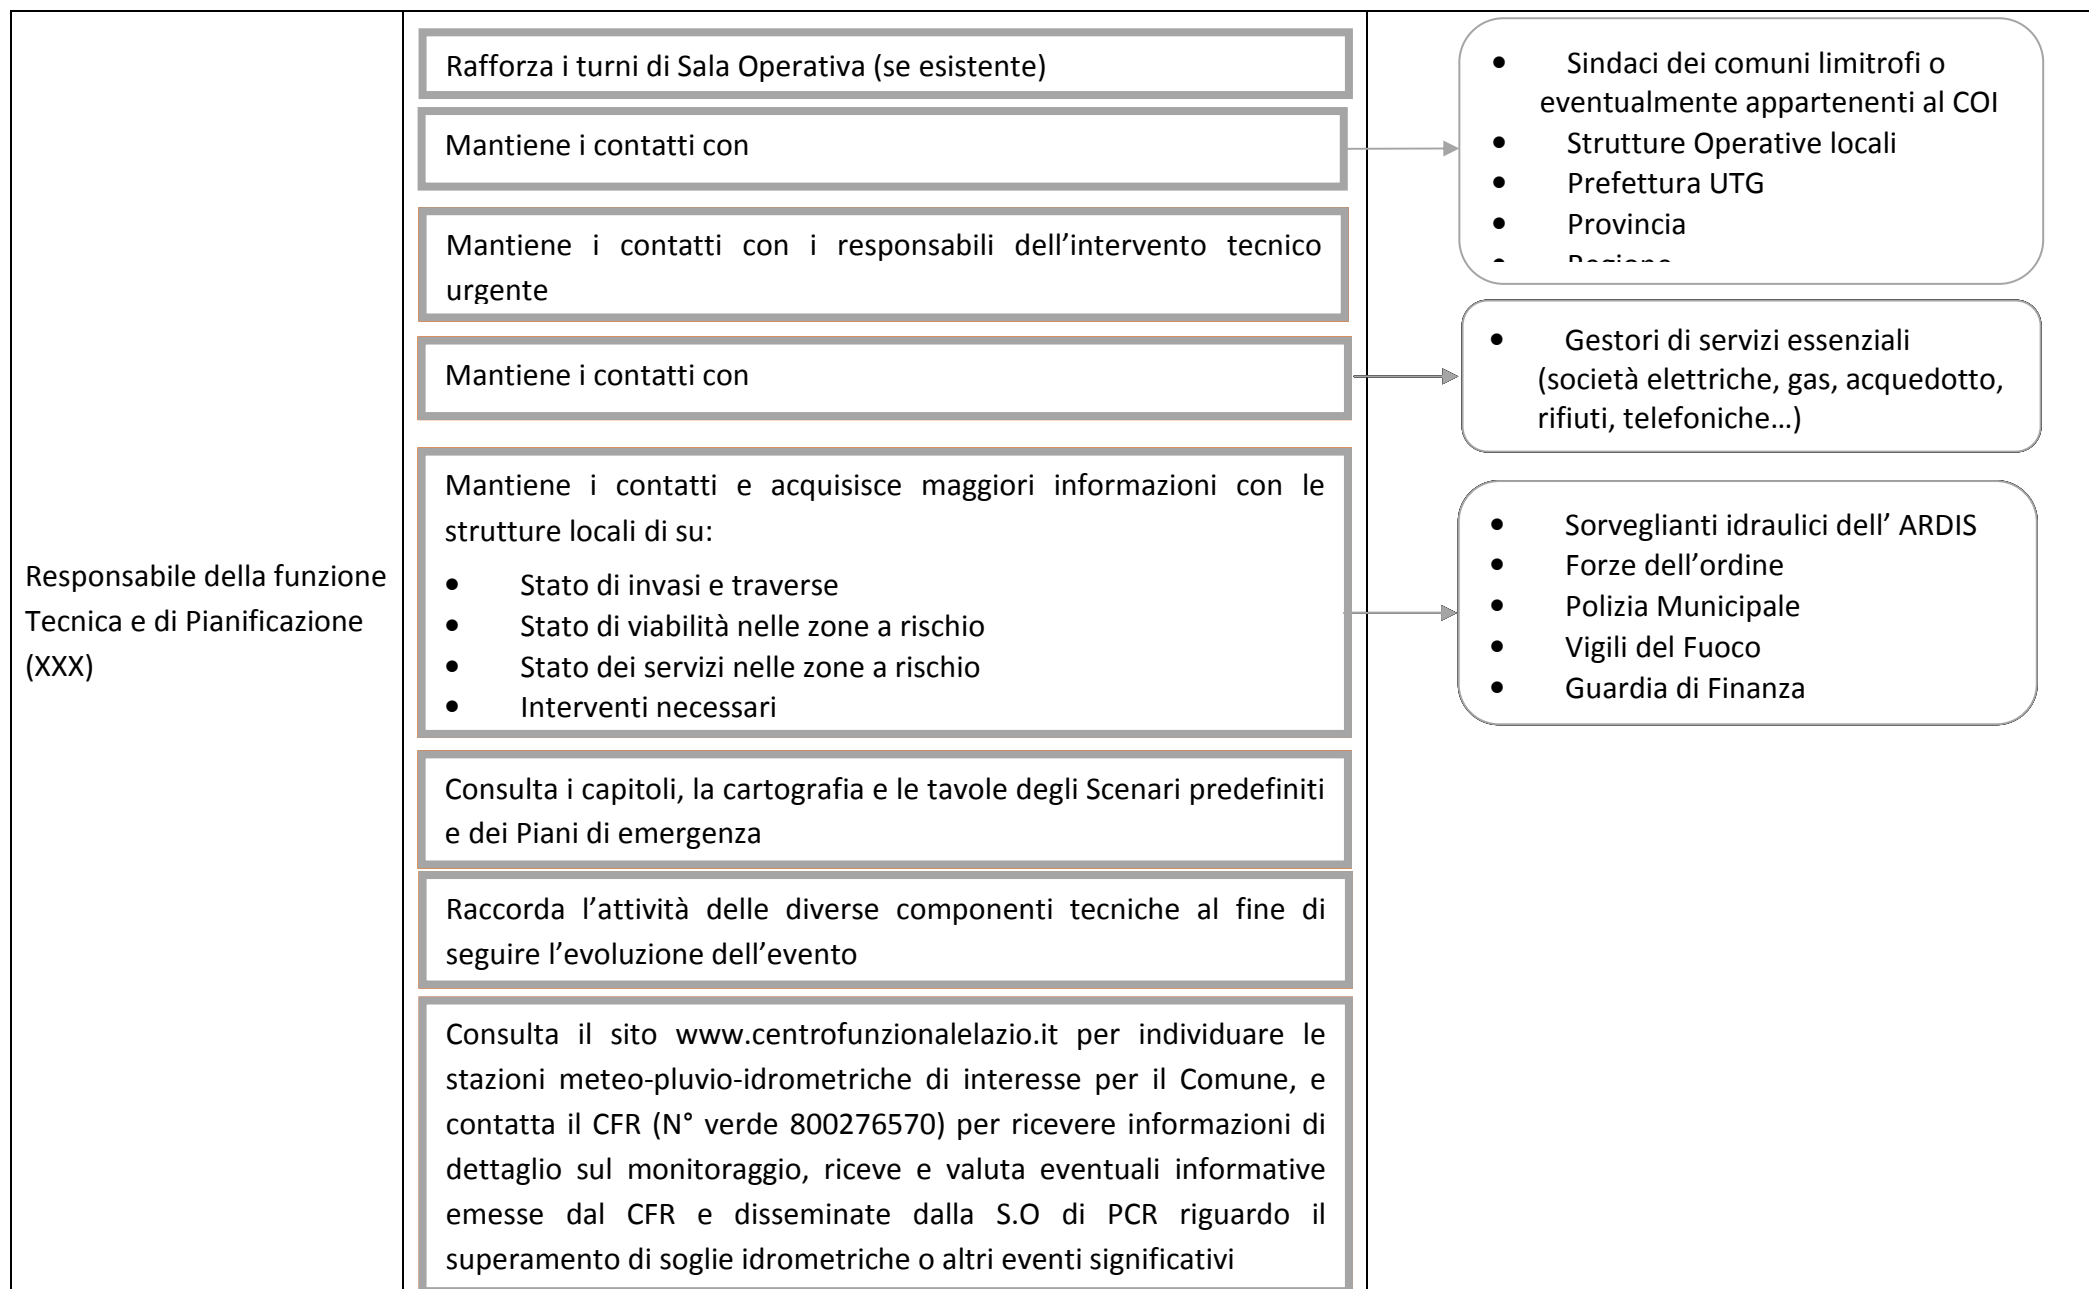 Responsabile della funzione
Tecnica e di Pianificazione
(XXX)
Rafforza i turni di Sala Operativa (se esistente)
Mantiene i contatti con
Mantiene i contatti con i responsabili dell’intervento tecnico
urgente
Mantiene i contatti con
Mantiene i contatti e acquisisce maggiori informazioni con le
strutture locali di su:
• Stato di invasi e traverse
• Stato di viabilità nelle zone a rischio
• Stato dei servizi nelle zone a rischio
• Interventi necessari
Consulta i capitoli, la cartografia e le tavole degli Scenari predefiniti
e dei Piani di emergenza
Raccorda l’attività delle diverse componenti tecniche al fine di
seguire l’evoluzione dell’evento
Consulta il sito www.centrofunzionalelazio.it per individuare le
stazioni meteo-pluvio-idrometriche di interesse per il Comune, e
contatta il CFR (N° verde 800276570) per ricevere informazioni di
dettaglio sul monitoraggio, riceve e valuta eventuali informative
emesse dal CFR e disseminate dalla S.O di PCR riguardo il
superamento di soglie idrometriche o altri eventi significativi
• Sindaci dei comuni limitrofi o
eventualmente appartenenti al COI
• Strutture Operative locali
• Prefettura UTG
• Provincia
• Regione
• Gestori di servizi essenziali
(società elettriche, gas, acquedotto,
rifiuti, telefoniche…)
• Sorveglianti idraulici dell’ ARDIS
• Forze dell’ordine
• Polizia Municipale
• Vigili del Fuoco
• Guardia di Finanza